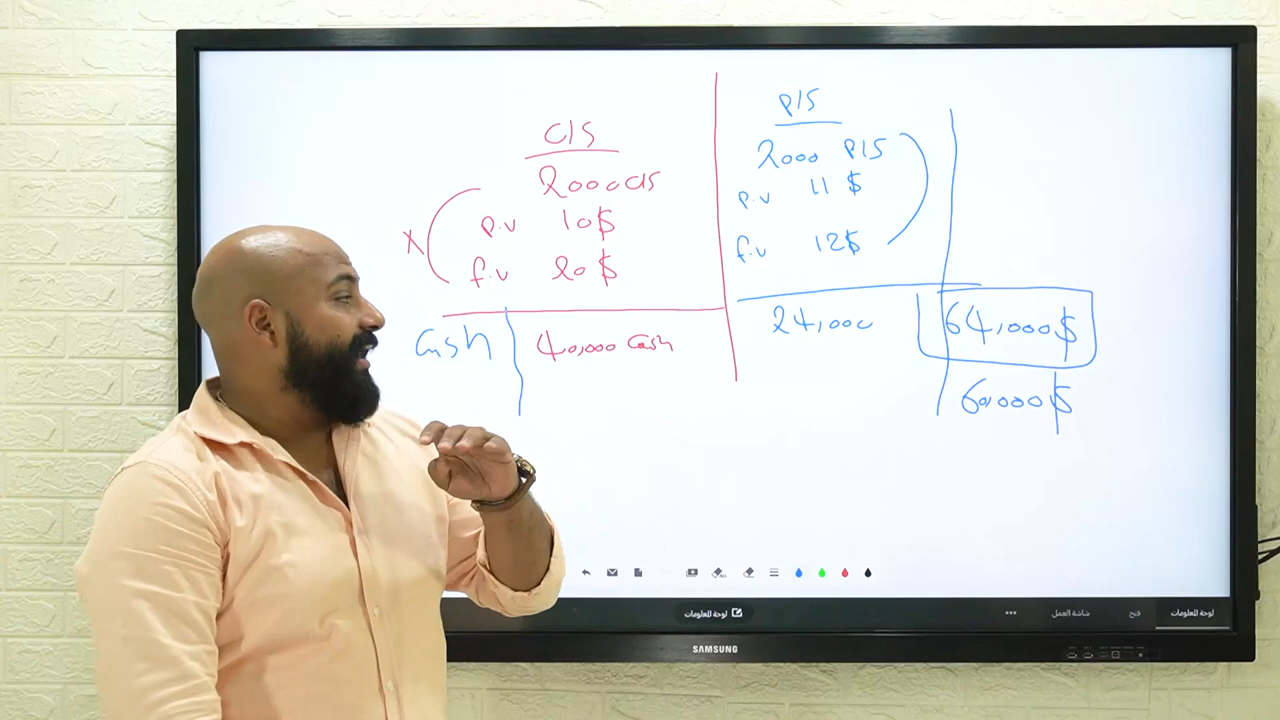 C/S
2000 C/S
P.V 10$
f.v 20$
X
Cash 40,000 Cash
P/S
2000 P/S
P.V 11 $
f.v 12$
24,000
64,000$
60,000$
ALL
لوحة المعلومات
شاشة العمل
فتح
لوحة المعلومات
SAMSUNG